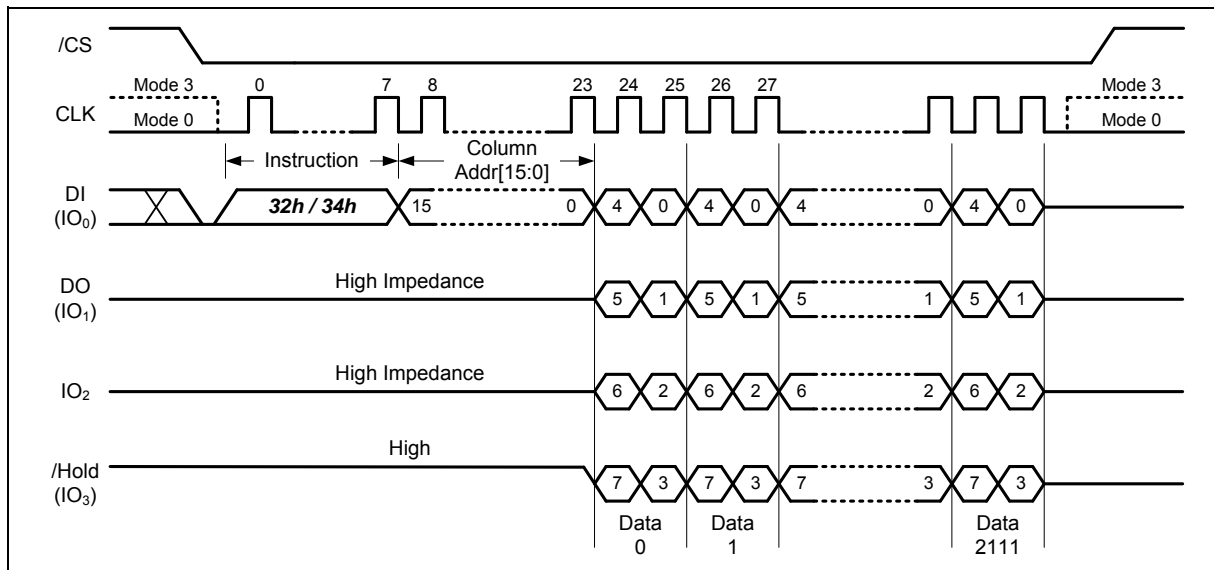 /CS
Mode 3 0 7 8 23 24 25 26 27 Mode 3
CLK
Mode 0 Mode 0
Instruction Column
Addr[15:0]
DI
(IO₀)
32h / 34h 15 0 4 0 4 0 4 0 4 0
DO
(IO₁)
High Impedance 5 1 5 1 5 1 5 1
IO₂
High Impedance 6 2 6 2 6 2 6 2
/Hold
(IO₃)
High 7 3 7 3 7 3 7 3
Data
0
Data
1
Data
2111